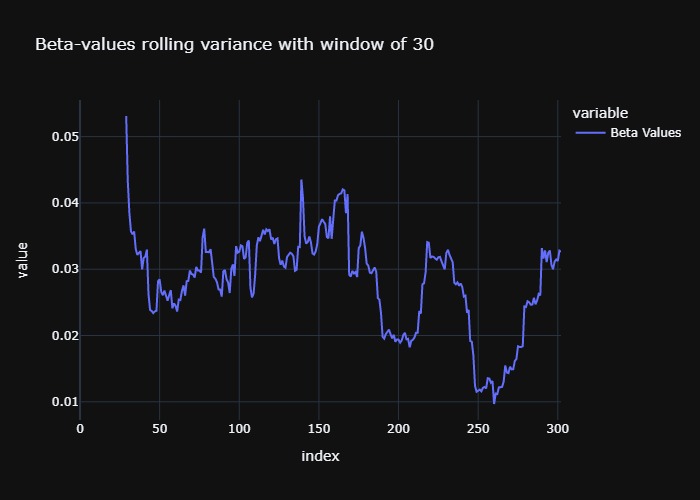 Beta-values rolling variance with window of 30
variable
Beta Values
value
0.05
0.04
0.03
0.02
0.01
0
50
100
150
200
250
300
index